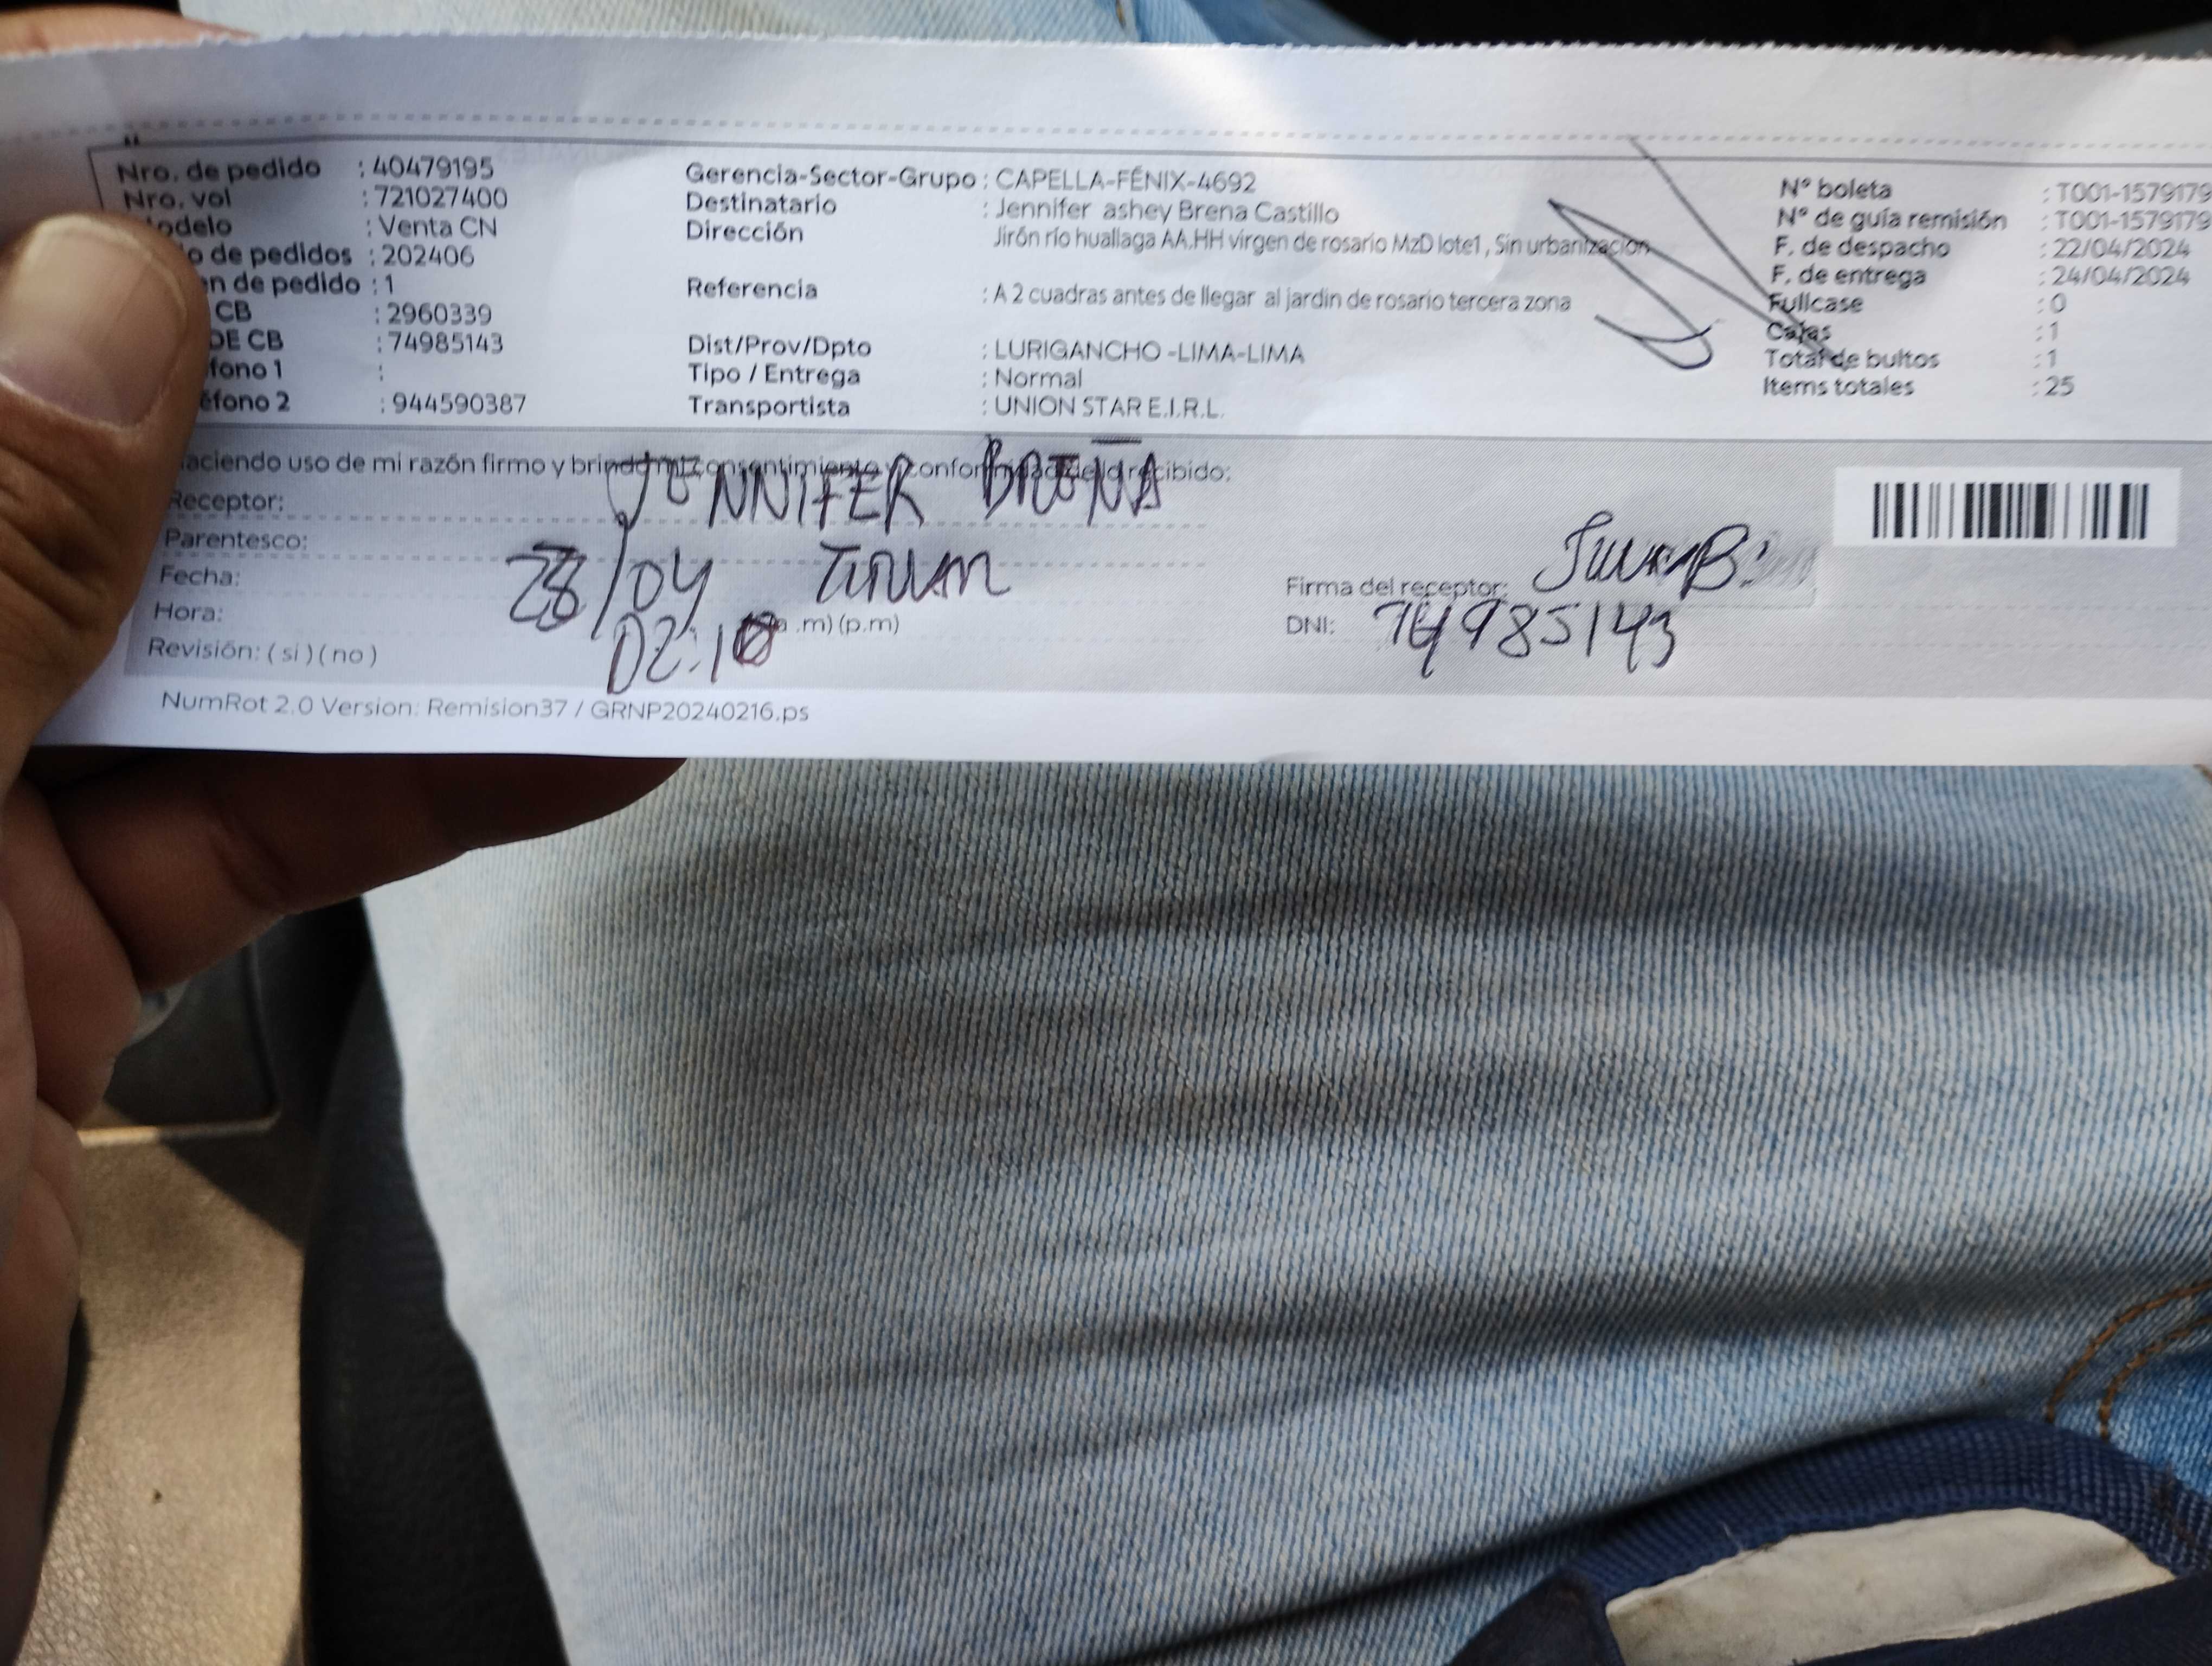 Nro. de pedido : 40479195
Nro. vol : 721027400
odelo : Venta CN
o de pedidos : 202406
n de pedido : 1
CB : 2960339
DE CB : 74985143
fono 1 :
éfono 2 : 944590387
Gerencia-Sector-Grupo : CAPELLA-FÉNIX-4692
Destinatario : Jennifer ashey Brena Castillo
Dirección Jirón río huallaga AA.HH virgen de rosario MzD lote1 , Sin urbanización
Referencia : A 2 cuadras antes de llegar al jardin de rosario tercera zona
Dist/Prov/Dpto : LURIGANCHO -LIMA-LIMA
Tipo / Entrega : Normal
Transportista : UNION STAR E.I.R.L.
N° boleta : T001-1579179
N° de guía remisión : T001-1579179
F. de despacho : 22/04/2024
F. de entrega : 24/04/2024
Fullcase : 0
Cajas : 1
Total de bultos : 1
Items totales : 25
aciendo uso de mi razón firmo y brindo mi consentimiento y conformidad de lo recibido:
Receptor: JENNIFER BREÑA
Parentesco:
Fecha: /04
Hora: 02:1 .m) (p.m)
Revisión: ( si ) ( no )
Firma del receptor:
DNI: 74985143
NumRot 2.0 Version: Remision37 / GRNP20240216.ps